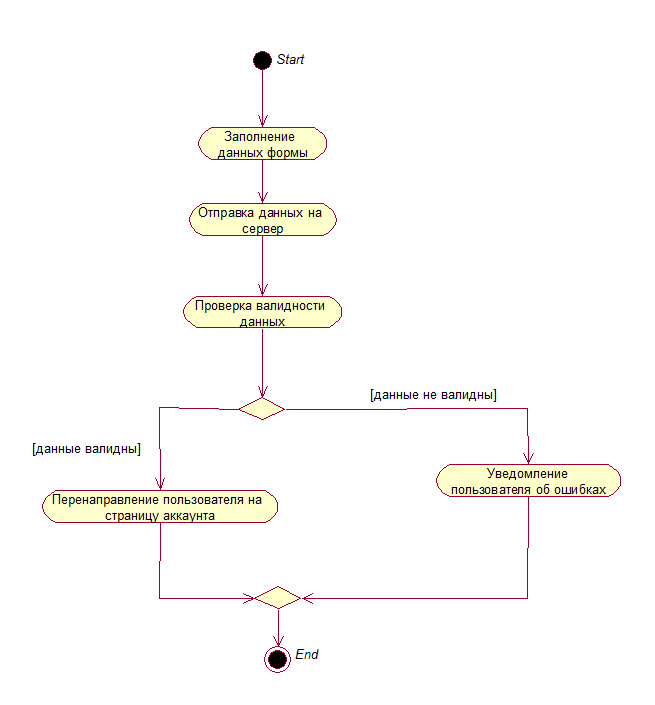 Start
Заполнение
данных формы
Отправка данных на
сервер
Проверка валидности
данных
[данные не валидны]
[данные валидны]
Уведомление
пользователя об ошибках
Перенаправление пользователя на
страницу аккаунта
End